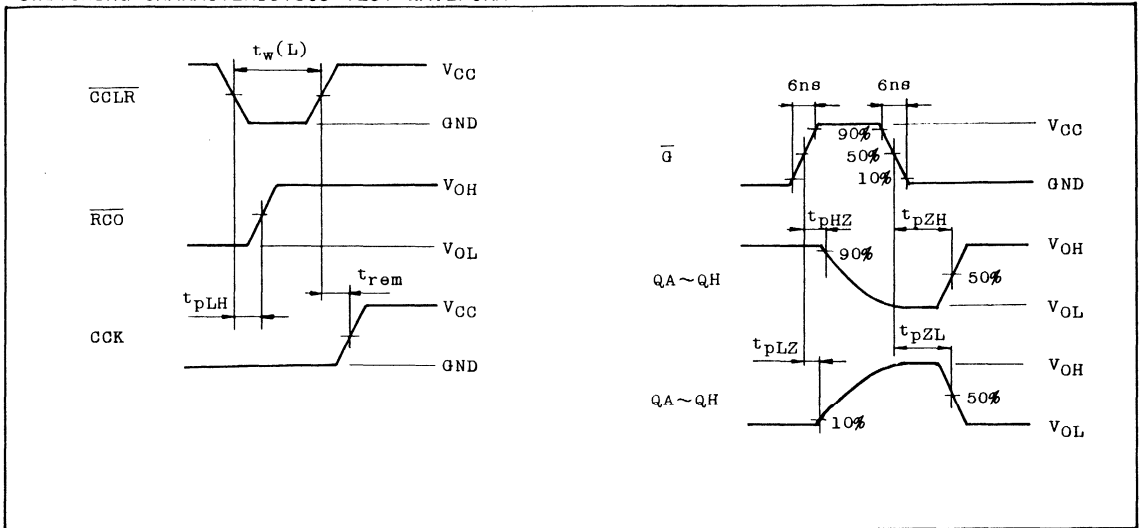 tw(L)
VCC
CCLR
GND
VOH
RCO
VOL
trem
tpLH
VCC
CCK
GND
6ns 6ns
VCC
90%
G
50%
10%
GND
tpHZ
tpZH
VOH
90%
QA~QH
50%
VOL
tpZL
tpLZ
VOH
QA~QH
50%
10%
VOL